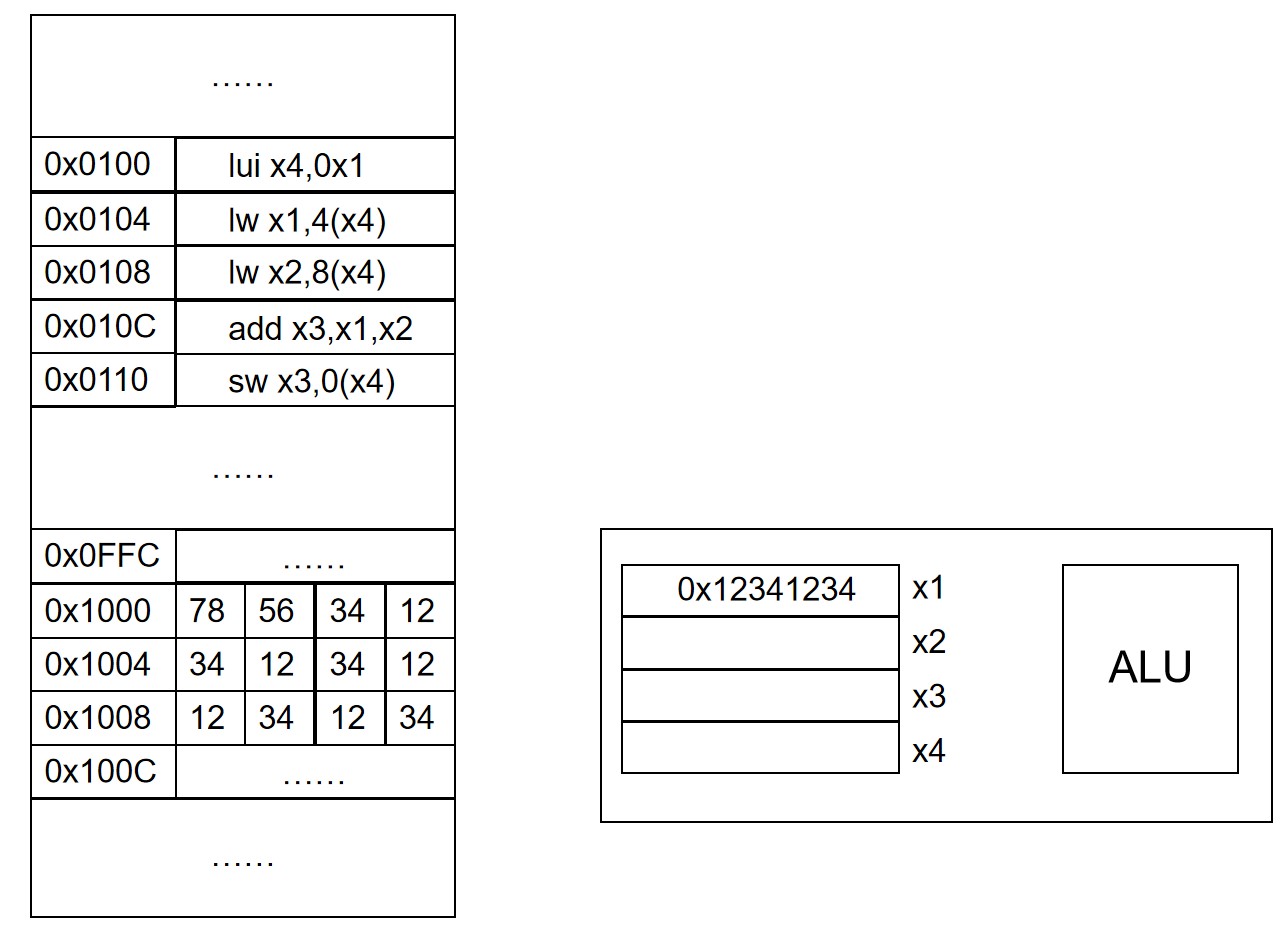 ......
0x0100 lui x4,0x1
0x0104 lw x1,4(x4)
0x0108 lw x2,8(x4)
0x010C add x3,x1,x2
0x0110 sw x3,0(x4)
......
0x0FFC ......
0x1000 78 56 34 12
0x1004 34 12 34 12
0x1008 12 34 12 34
0x100C ......
......
0x12341234 x1
x2
x3
x4
ALU